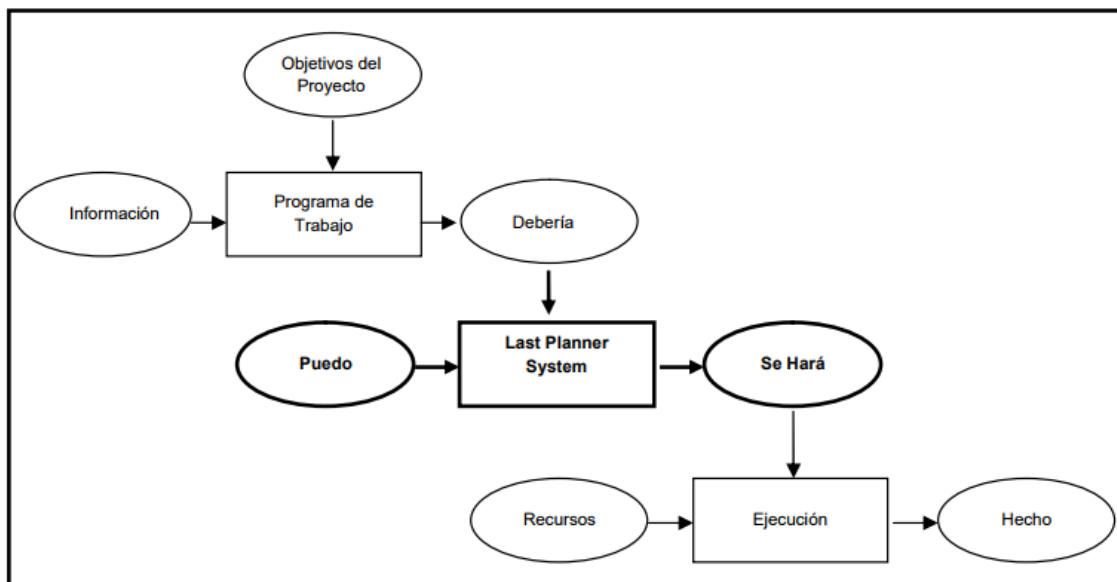 Objetivos del
Proyecto
Información
Programa de
Trabajo
Debería
Puedo
Last Planner
System
Se Hará
Recursos
Ejecución
Hecho